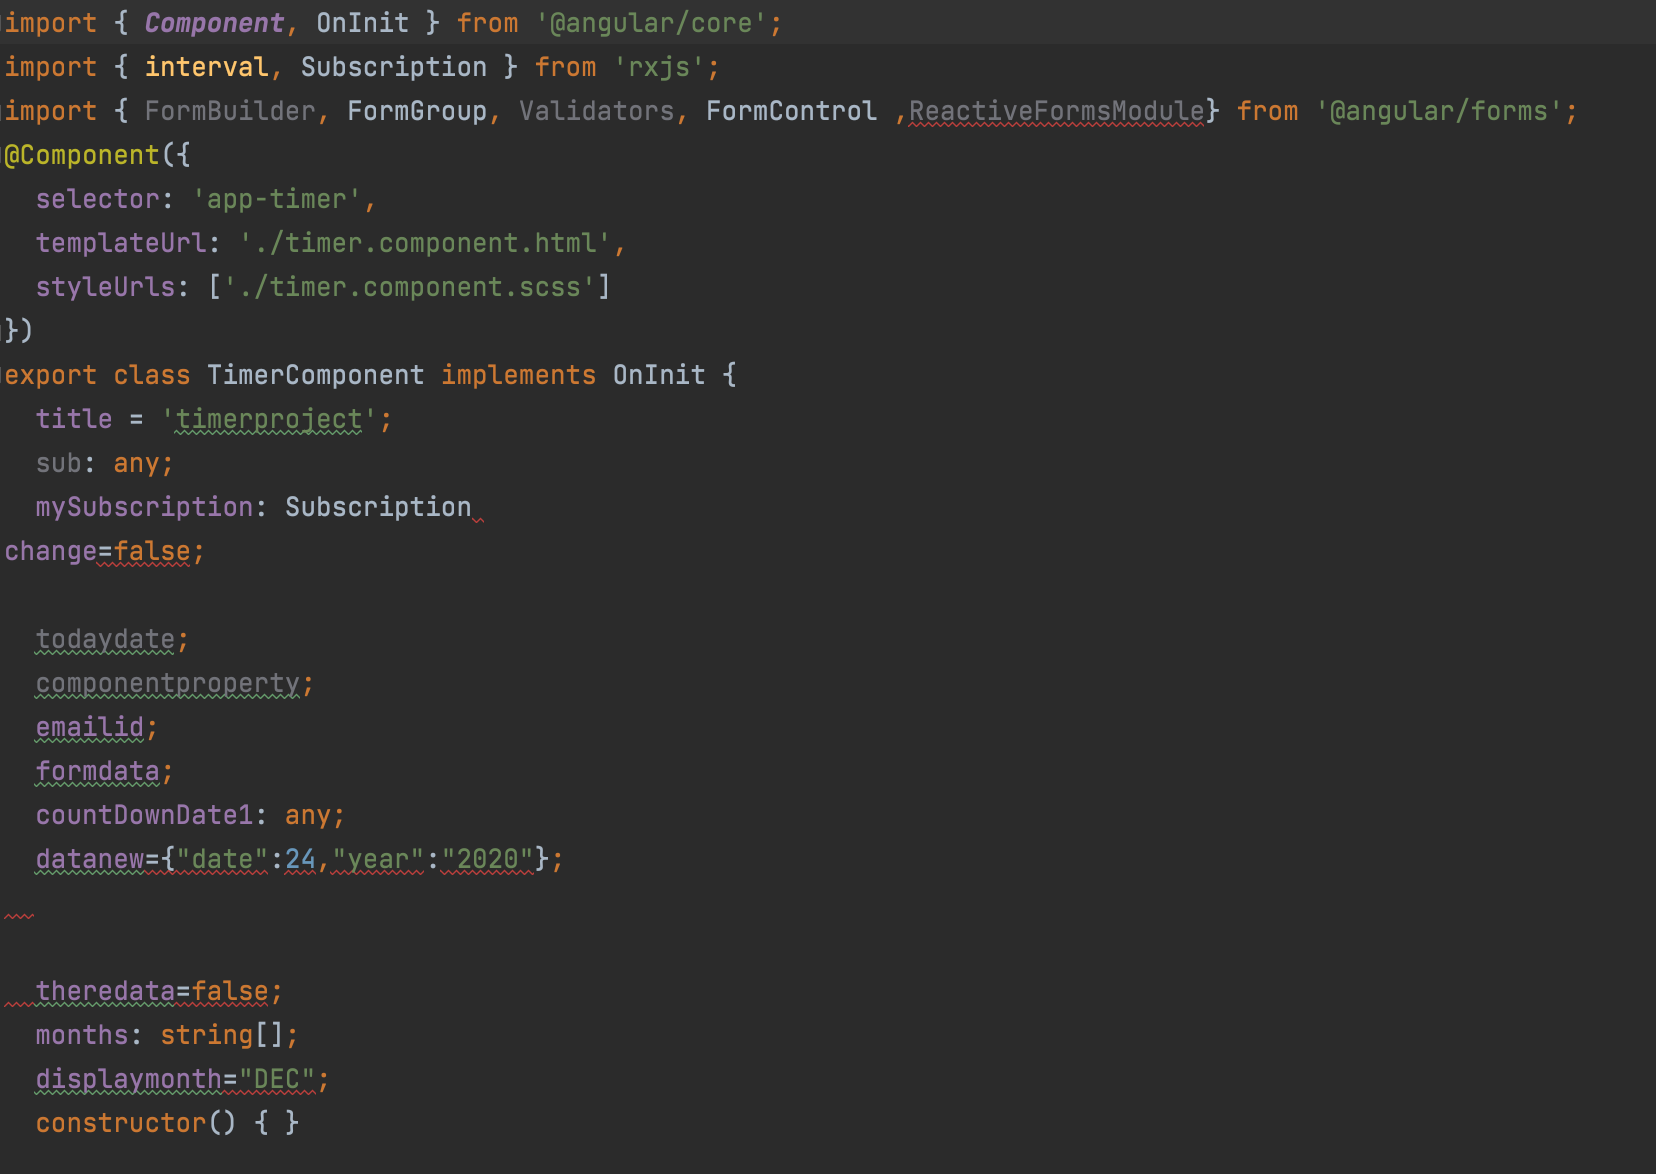 import { Component, OnInit } from '@angular/core';
import { interval, Subscription } from 'rxjs';
import { FormBuilder, FormGroup, Validators, FormControl ,ReactiveFormsModule} from '@angular/forms';
@Component({
  selector: 'app-timer',
  templateUrl: './timer.component.html',
  styleUrls: ['./timer.component.scss']
})
export class TimerComponent implements OnInit {
  title = 'timerproject';
  sub: any;
  mySubscription: Subscription
change=false;
  todaydate;
  componentproperty;
  emailid;
  formdata;
  countDownDate1: any;
  datanew={"date":24,"year":"2020"};
  theredata=false;
  months: string[];
  displaymonth="DEC";
  constructor() { }